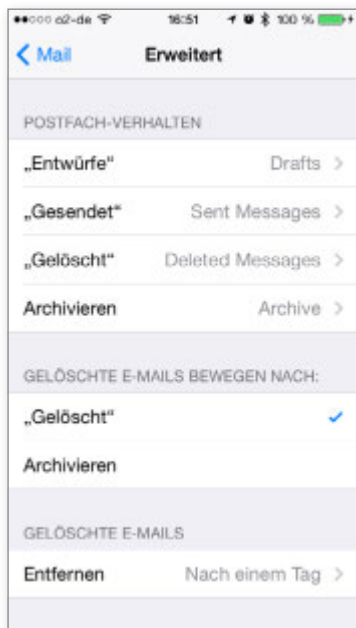 o2-de 16:51 100 %
Mail Erweitert
POSTFACH-VERHALTEN
„Entwürfe“ Drafts
„Gesendet“ Sent Messages
„Gelöscht“ Deleted Messages
Archivieren Archive
GELÖSCHTE E-MAILS BEWEGEN NACH:
„Gelöscht“
Archivieren
GELÖSCHTE E-MAILS
Entfernen Nach einem Tag